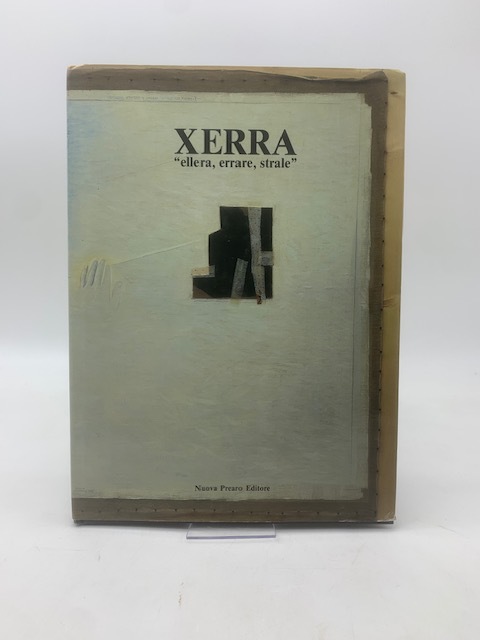 XERRA
“ellera, errare, strale”
Nuova Prearo Editore